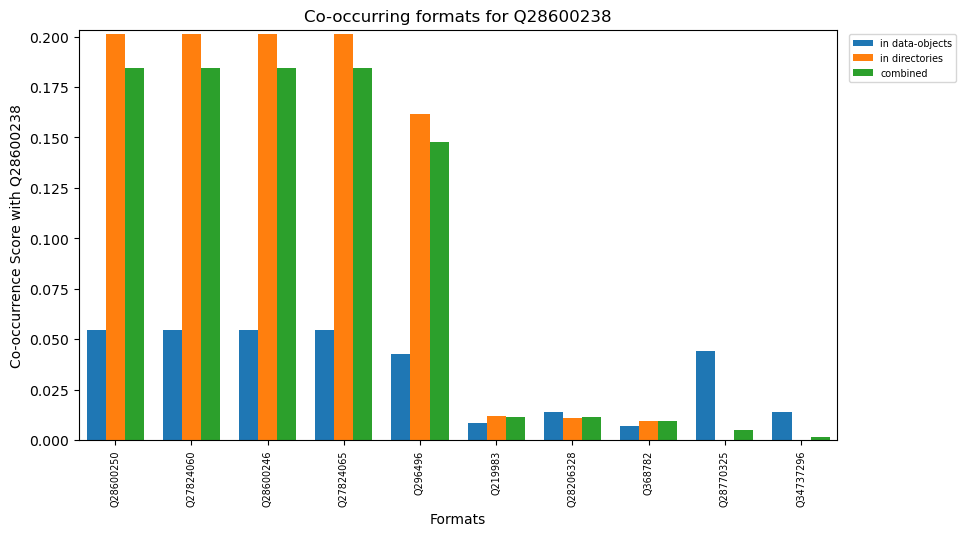 Co-occurring formats for Q28600238
in data-objects
in directories
combined
Co-occurrence Score with Q28600238
0.200
0.175
0.150
0.125
0.100
0.075
0.050
0.025
0.000
Q28600250
Q27824060
Q28600246
Q27824065
Q296496
Q219983
Q28206328
Q368782
Q28770325
Q34737296
Formats